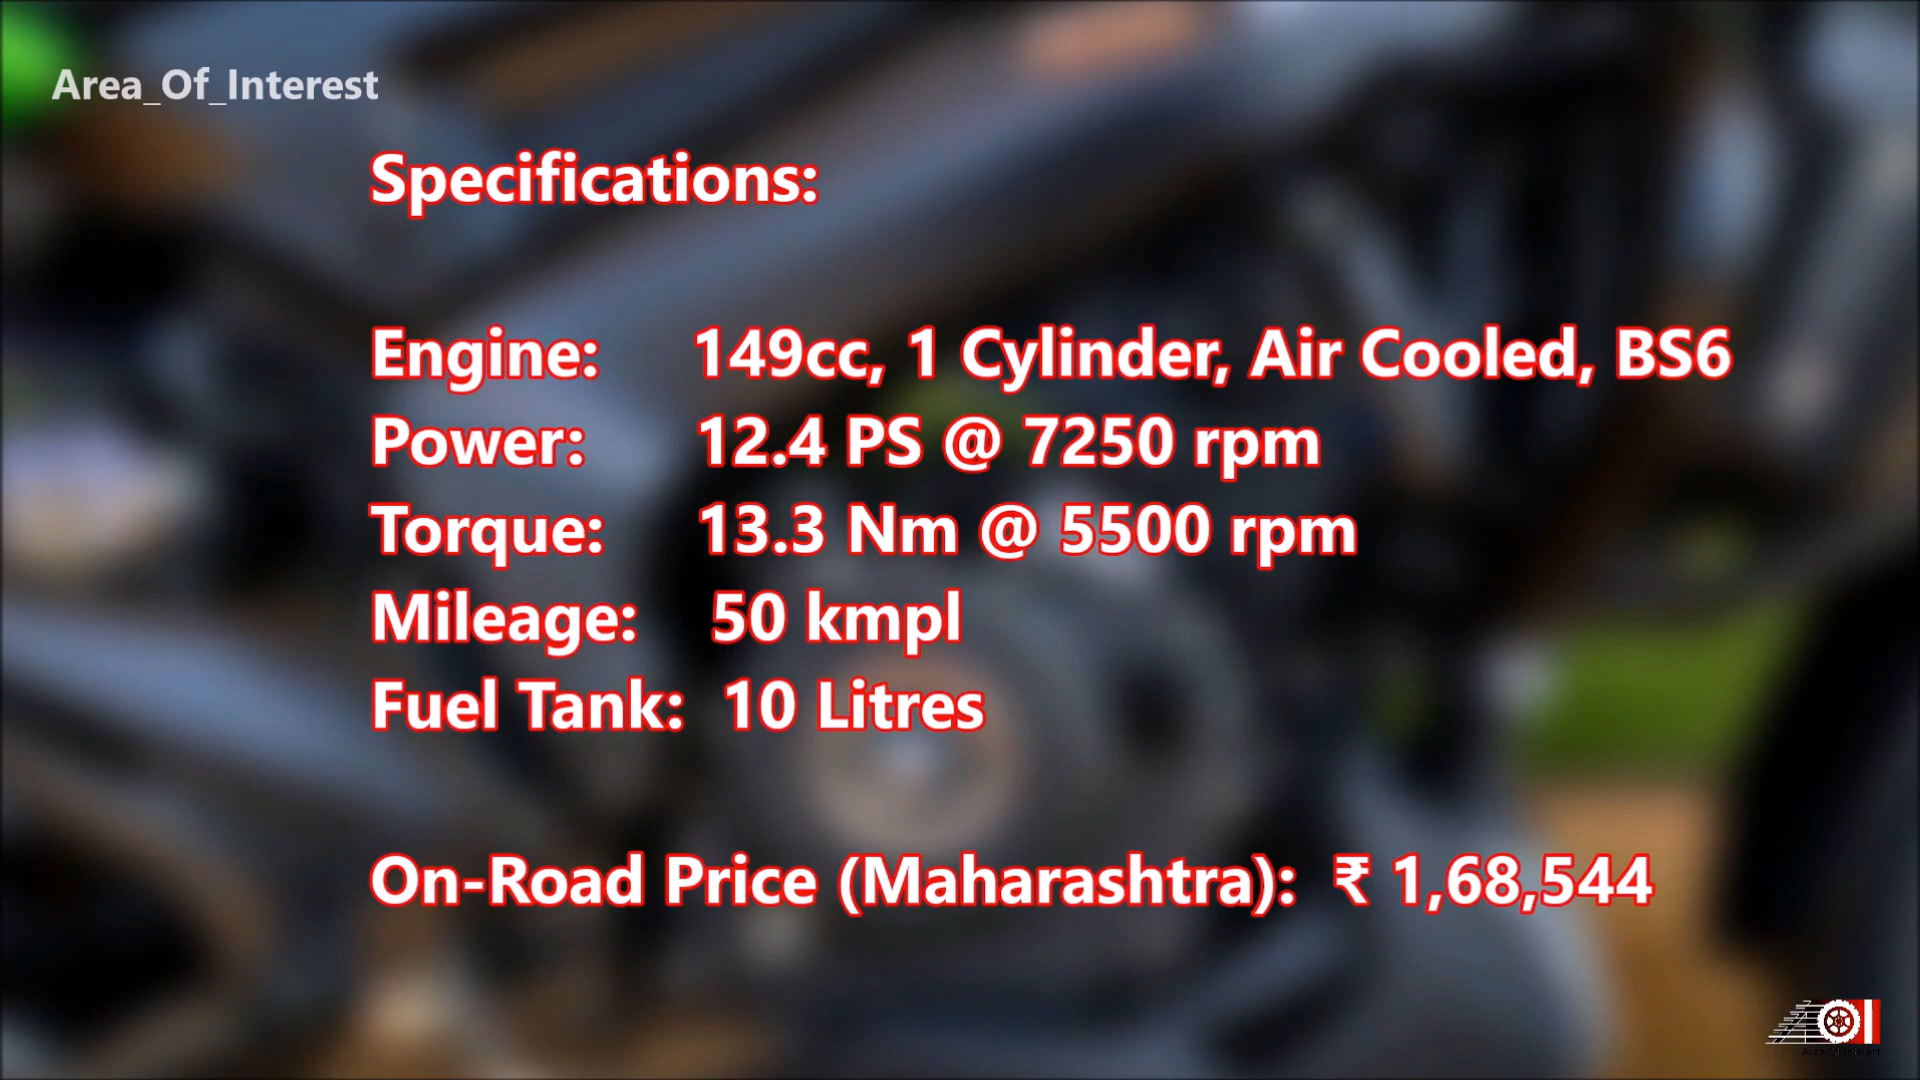 Area_Of_Interest
Specifications:
Engine: 149cc, 1 Cylinder, Air Cooled, BS6
Power: 12.4 PS @ 7250 rpm
Torque: 13.3 Nm @ 5500 rpm
Mileage: 50 kmpl
Fuel Tank: 10 Litres
On-Road Price (Maharashtra): ₹ 1,68,544